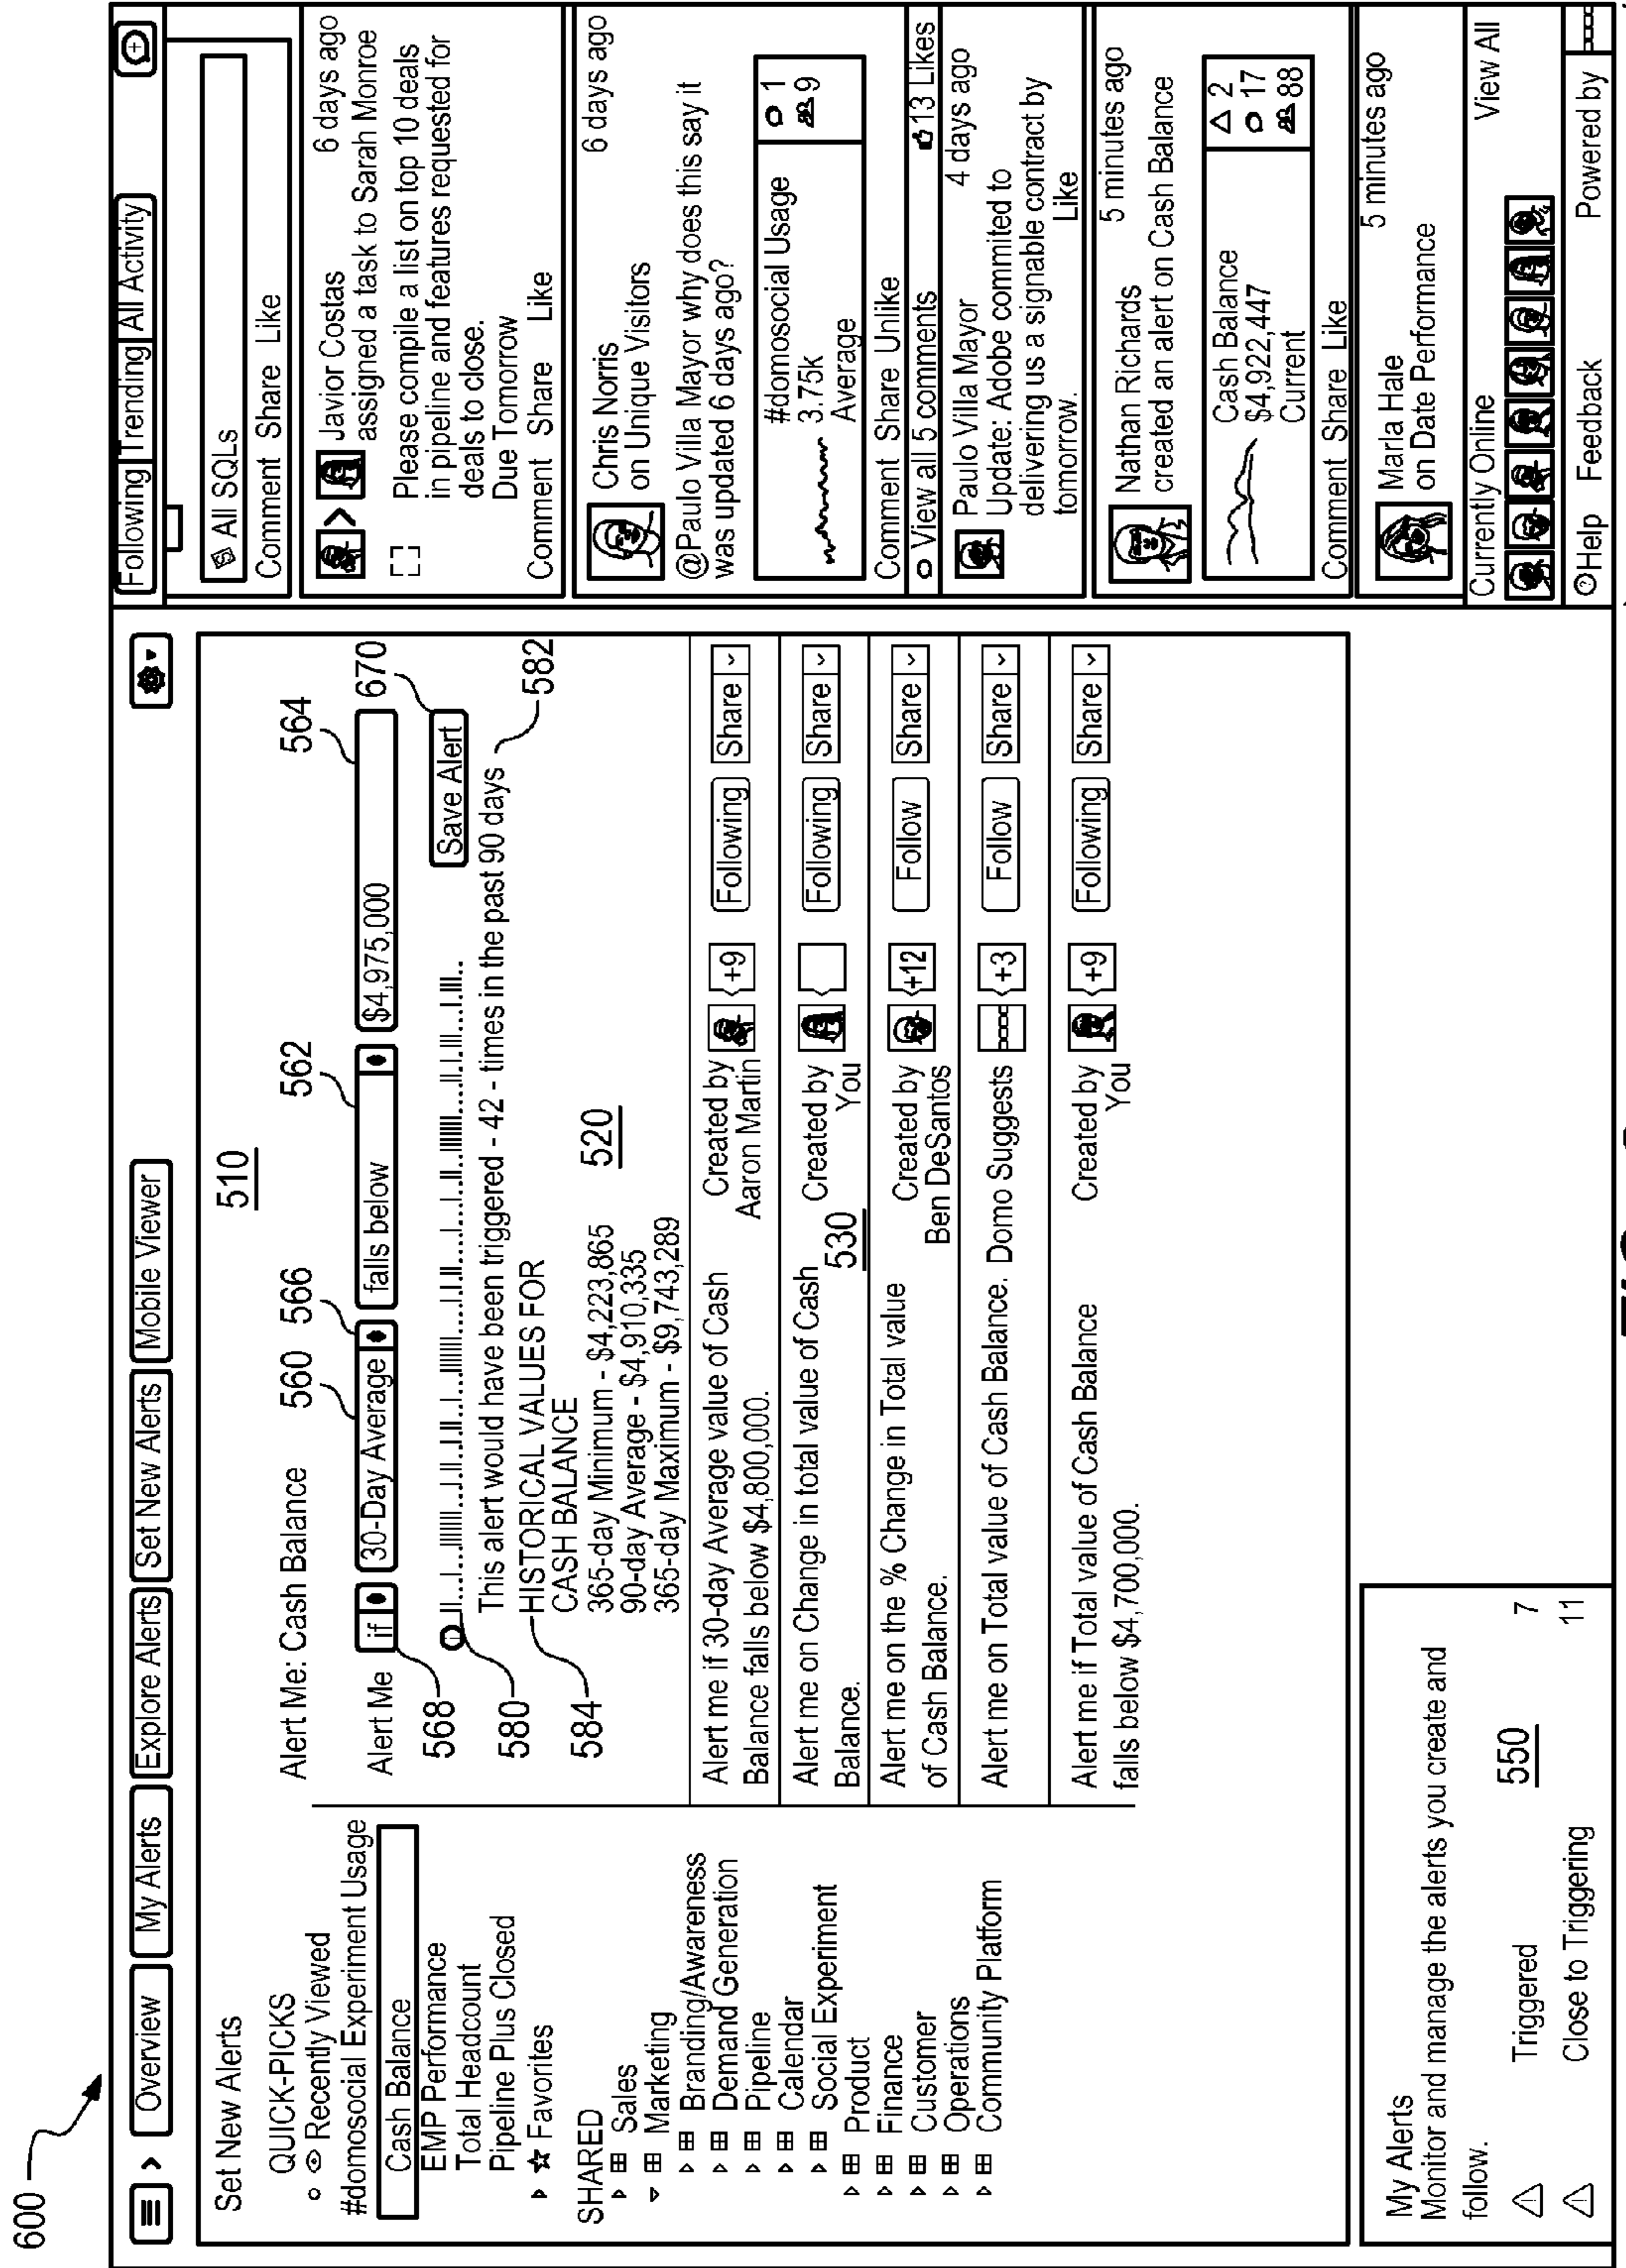 600
Overview
My Alerts
Explore Alerts
Set New Alerts
Mobile Viewer
Set New Alerts
QUICK-PICKS
Recently Viewed
#domosocial Experiment Usage
Cash Balance
EMP Performance
Total Headcount
Pipeline Plus Closed
Favorites
SHARED
Sales
Marketing
Branding/Awareness
Demand Generation
Pipeline
Calendar
Social Experiment
Product
Finance
Customer
Operations
Community Platform
510
Alert Me: Cash Balance
560 566 562 564
Alert Me if 30-Day Average falls below $4,975,000
670
568
Save Alert
580
This alert would have been triggered - 42 - times in the past 90 days
582
584
HISTORICAL VALUES FOR
CASH BALANCE
365-day Minimum - $4,223,865
90-day Average - $4,910,335
365-day Maximum - $9,743,289
520
Alert me if 30-day Average value of Cash
Balance falls below $4,800,000.
Created by
Aaron Martin
+9 Following Share
Alert me on Change in total value of Cash
Balance.
530
Created by
You
Following Share
Alert me on the % Change in Total value
of Cash Balance.
Created by
Ben DeSantos
+12 Follow Share
Alert me on Total value of Cash Balance. Domo Suggests
+3 Follow Share
Alert me if Total value of Cash Balance
falls below $4,700,000.
Created by
You
+9 Following Share
My Alerts
Monitor and manage the alerts you create and
follow.
550
Triggered 7
Close to Triggering 11
Following Trending All Activity
All SQLs
Comment Share Like
Javior Costas 6 days ago
assigned a task to Sarah Monroe
Please compile a list on top 10 deals
in pipeline and features requested for
deals to close.
Due Tomorrow
Comment Share Like
Chris Norris 6 days ago
on Unique Visitors
@Paulo Villa Mayor why does this say it
was updated 6 days ago?
#domosocial Usage
3.75k
Average
1
9
Comment Share Unlike
View all 5 comments 13 Likes
Paulo Villa Mayor 4 days ago
Update: Adobe commited to
delivering us a signable contract by
tomorrow. Like
Nathan Richards 5 minutes ago
created an alert on Cash Balance
Cash Balance
$4,922,447
Current
2
17
88
Comment Share Like
Marla Hale 5 minutes ago
on Date Performance
Currently Online View All
Help Feedback Powered by